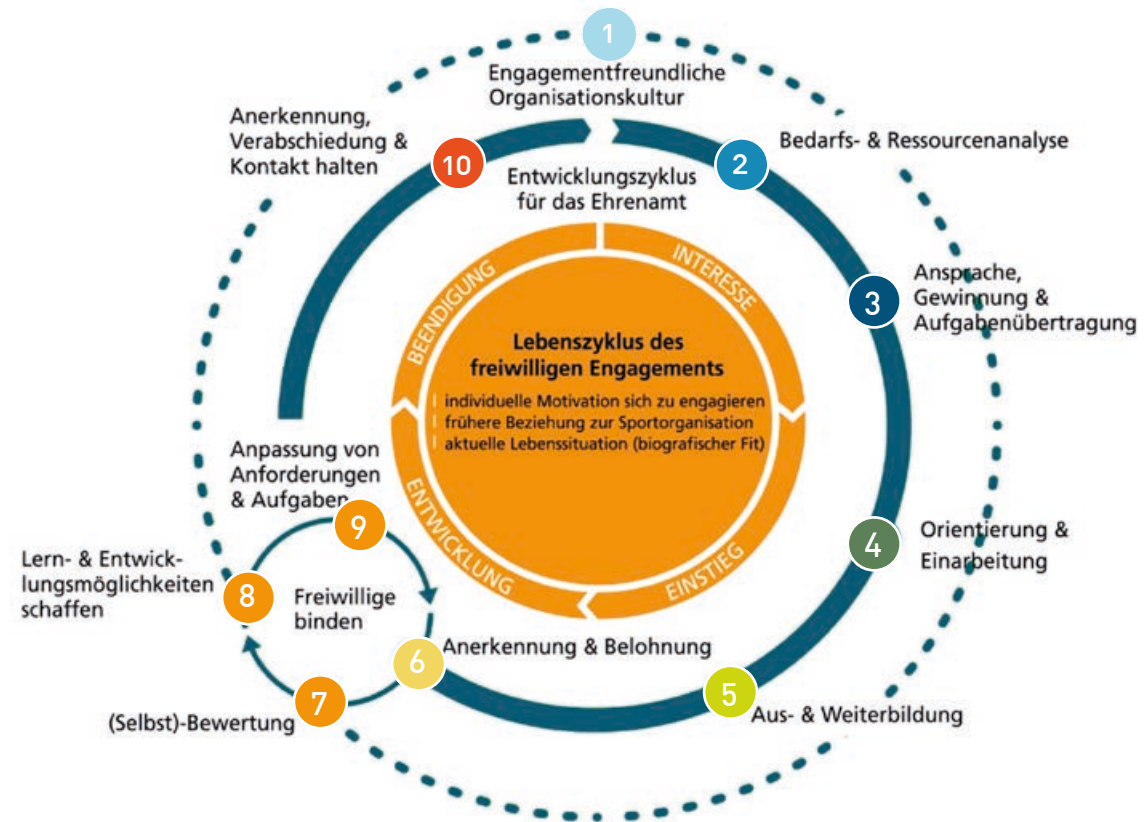 1
Engagementfreundliche
Organisationskultur
Anerkennung,
Verabschiedung &
Kontakt halten
10
2
Bedarfs- & Ressourcenanalyse
Entwicklungszyklus
für das Ehrenamt
BEENDIGUNG
INTERESSE
3
Ansprache,
Gewinnung &
Aufgabenübertragung
Lebenszyklus des
freiwilligen Engagements
individuelle Motivation sich zu engagieren
frühere Beziehung zur Sportorganisation
aktuelle Lebenssituation (biografischer Fit)
ENTWICKLUNG
EINSTIEG
Anpassung von
Anforderungen
& Aufgaben
9
4
Orientierung &
Einarbeitung
Lern- & Entwick-
lungsmöglichkeiten
schaffen
8
Freiwillige
binden
6
Anerkennung & Belohnung
7
(Selbst)-Bewertung
5
Aus- & Weiterbildung